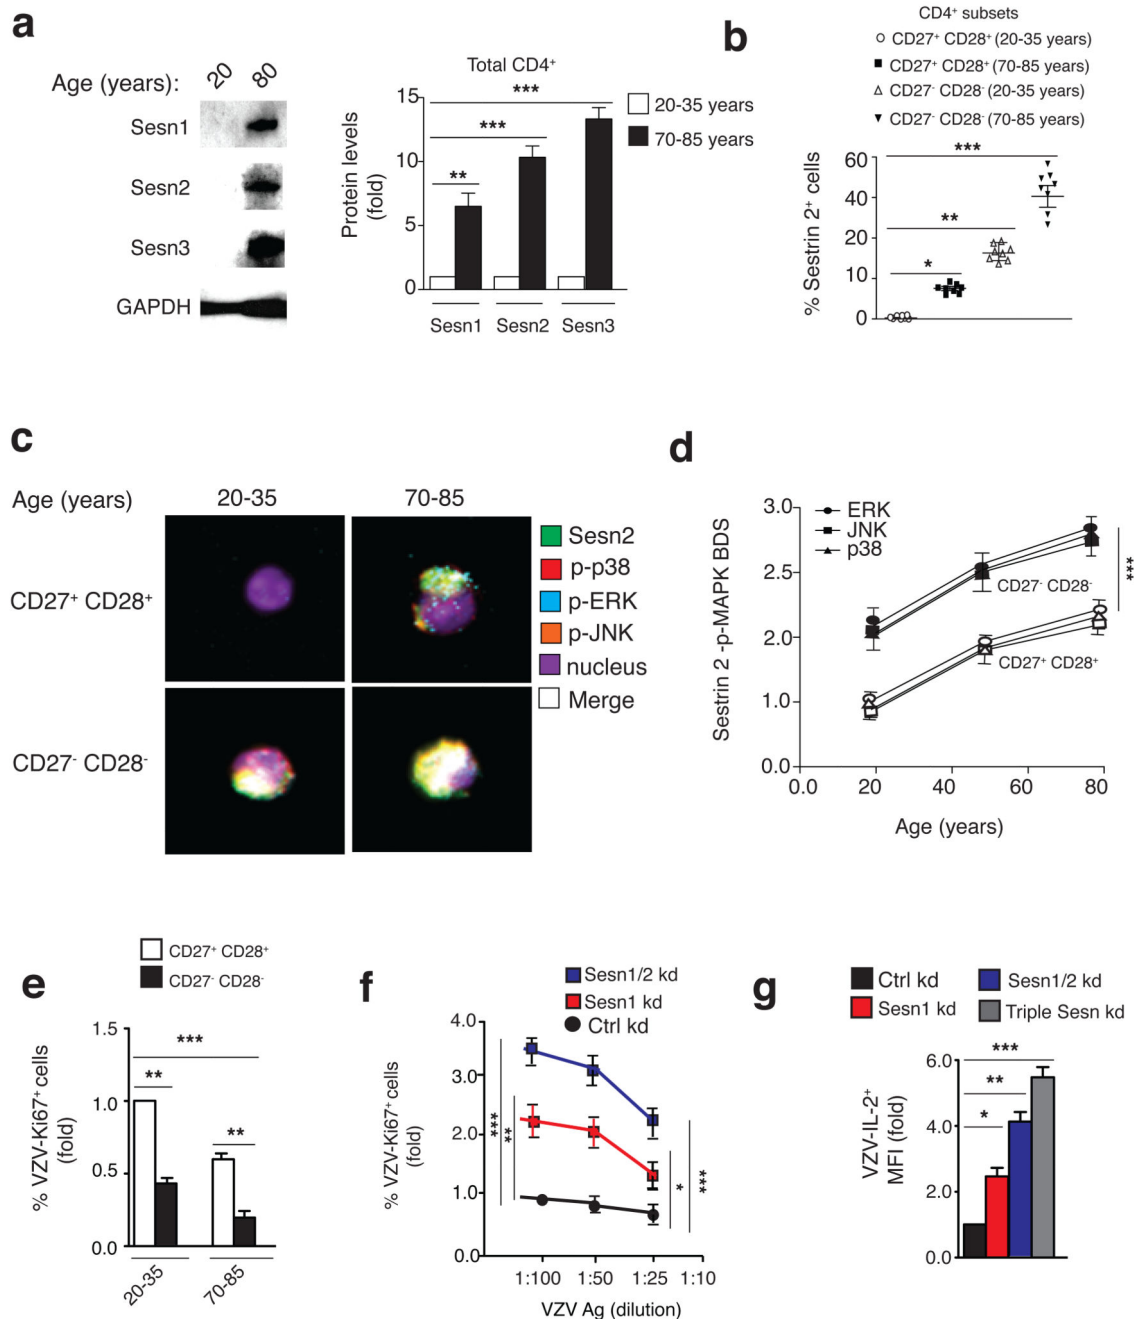 a
Age (years): 20 80
Sesn1
Sesn2
Sesn3
GAPDH
Total CD4⁺
20-35 years
70-85 years
Protein levels
(fold)
15
10
5
0
***
***
**
Sesn1 Sesn2 Sesn3
b
CD4⁺ subsets
CD27⁺ CD28⁺ (20-35 years)
CD27⁺ CD28⁺ (70-85 years)
CD27⁻ CD28⁻ (20-35 years)
CD27⁻ CD28⁻ (70-85 years)
% Sestrin 2⁺ cells
60
40
20
10
0
***
**
*
c
Age (years) 20-35 70-85
CD27⁺ CD28⁺
CD27⁻ CD28⁻
Sesn2
p-p38
p-ERK
p-JNK
nucleus
Merge
d
ERK
JNK
p38
Sestrin 2 -p-MAPK BDS
3.0
2.5
2.0
1.0
0.0
CD27⁻ CD28⁻
CD27⁺ CD28⁺
***
0.0 20 40 60 80
Age (years)
e
CD27⁺ CD28⁺
CD27⁻ CD28⁻
% VZV-Ki67⁺ cells
(fold)
1.5
1.0
0.5
0.0
***
**
**
20-35 70-85
f
Sesn1/2 kd
Sesn1 kd
Ctrl kd
% VZV-Ki67⁺ cells
(fold)
4.0
3.0
2.0
1.0
0.0
***
**
*
***
1:100 1:50 1:25 1:10
VZV Ag (dilution)
g
Ctrl kd Sesn1/2 kd
Sesn1 kd Triple Sesn kd
VZV-IL-2⁺
MFI (fold)
6.0
4.0
2.0
0.0
***
**
*